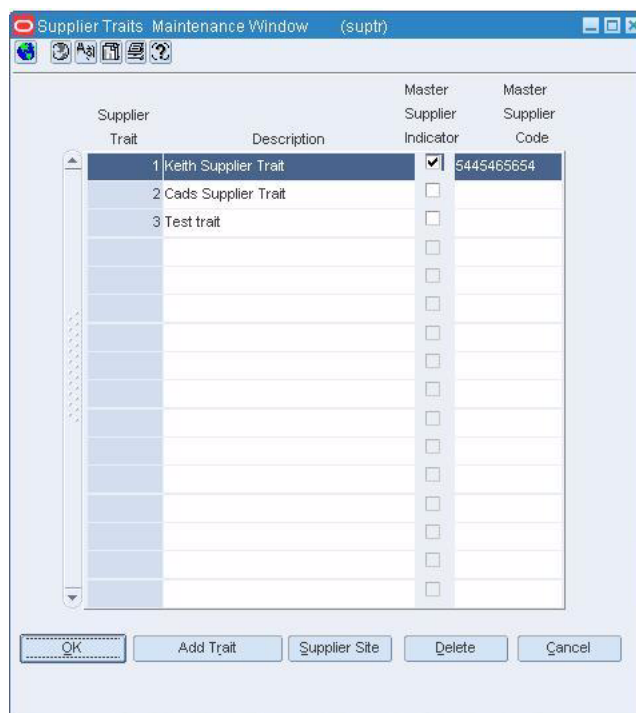 Supplier Traits Maintenance Window (suptr)
Master Master
Supplier Supplier Supplier
Trait Description Indicator Code
1 Keith Supplier Trait 5445465654
2 Cads Supplier Trait
3 Test trait
OK Add Trait Supplier Site Delete Cancel